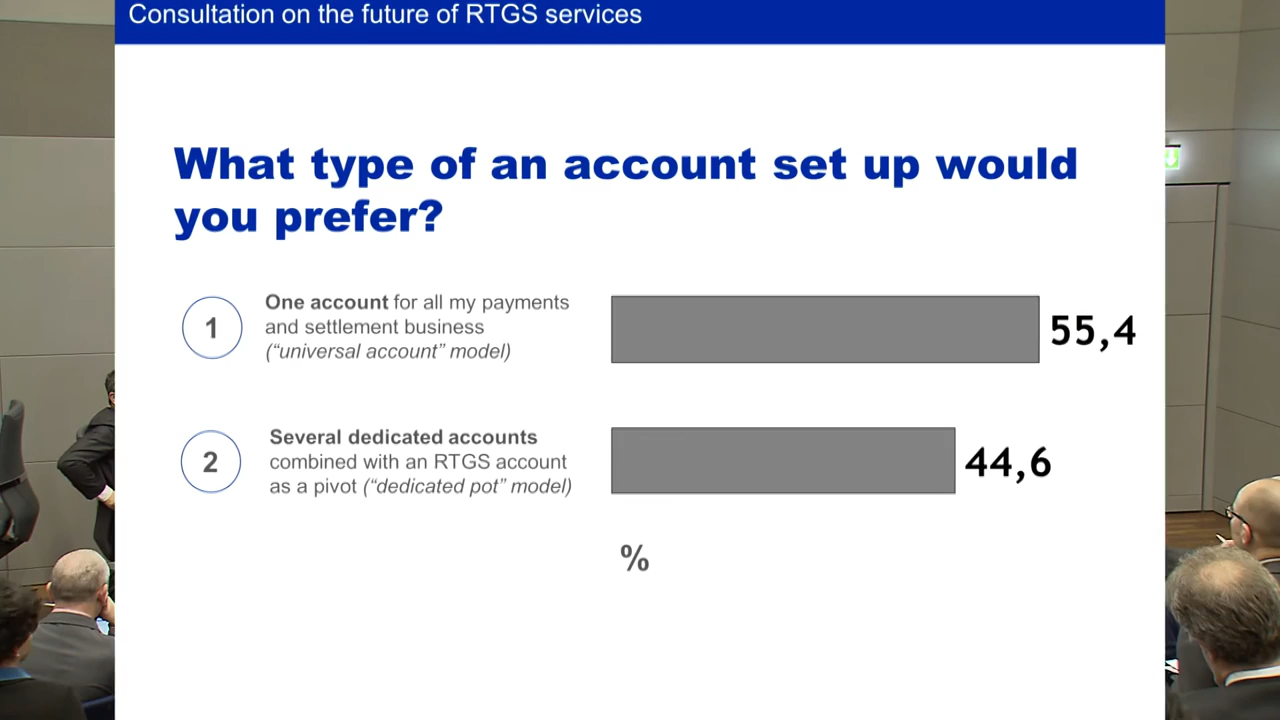 Consultation on the future of RTGS services
What type of an account set up would
you prefer?
1
One account for all my payments
and settlement business
(“universal account” model)
55,4
2
Several dedicated accounts
combined with an RTGS account
as a pivot (“dedicated pot” model)
44,6
%